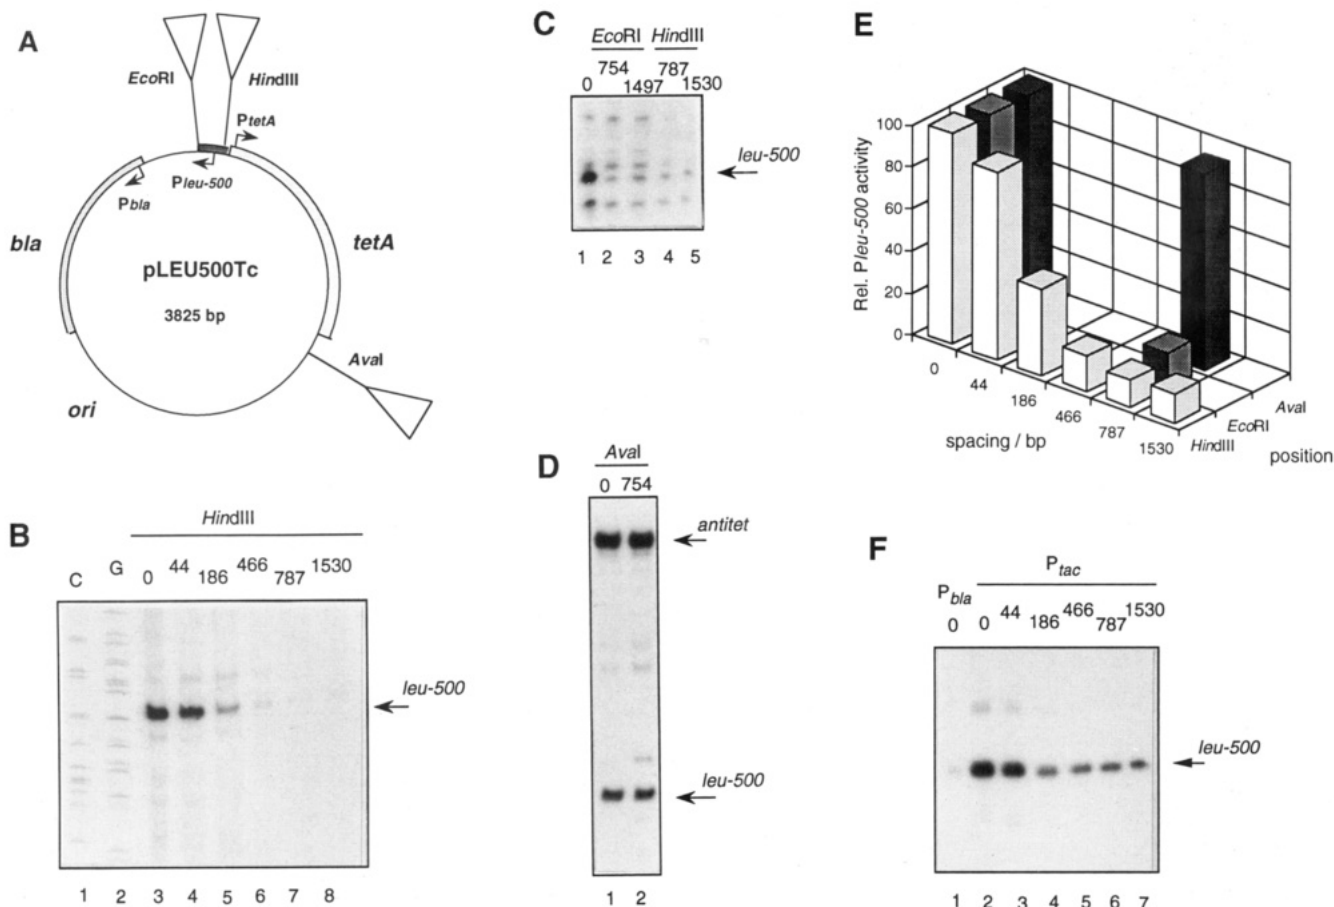 A
EcoRI
HindIII
PtetA
Pleu-500
Pbla
bla
tetA
pLEU500Tc
3825 bp
AvaI
ori
B
HindIII
C G 0 44 186 466 787 1530
leu-500
1 2 3 4 5 6 7 8
C
EcoRI HindIII
0 754 1497 787 1530
leu-500
1 2 3 4 5
D
AvaI
0 754
antitet
leu-500
1 2
E
Rel. Pleu-500 activity
100
80
60
40
20
0
0 44 186 466 787 1530
spacing / bp
HindIII EcoRI AvaI
position
F
Ptac
Pbla
0 0 44 186 466 787 1530
leu-500
1 2 3 4 5 6 7